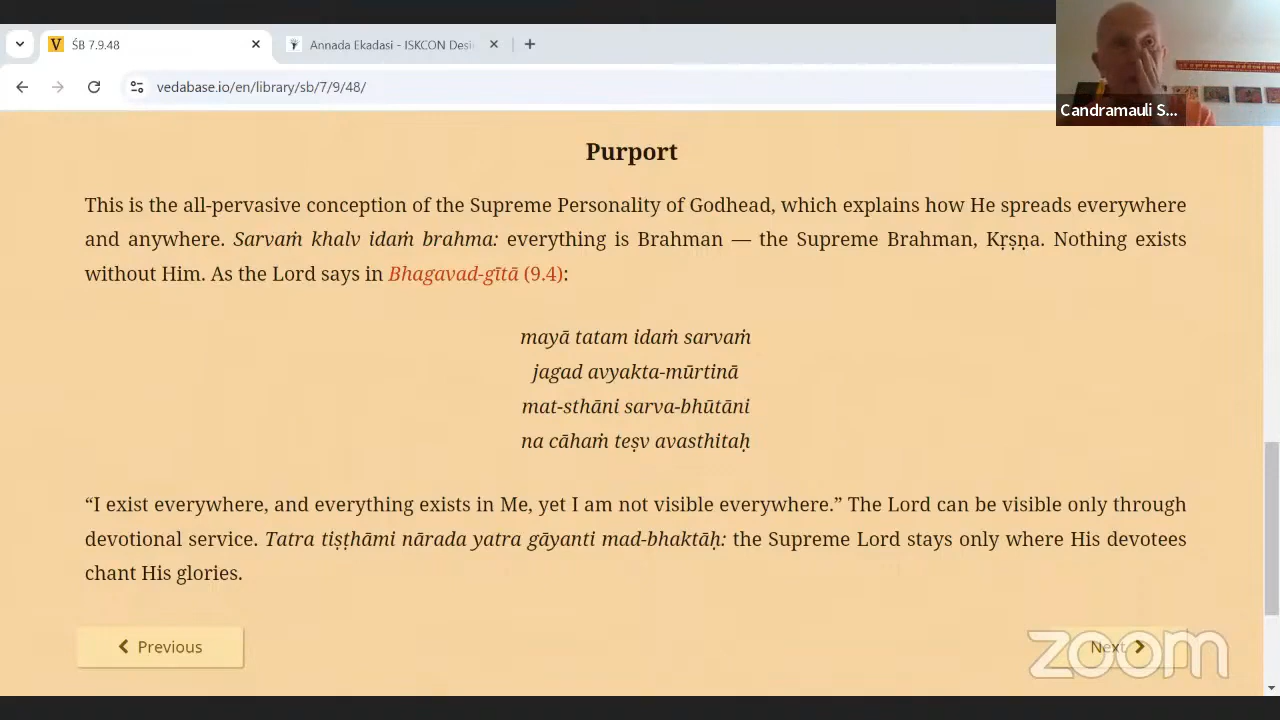 ŚB 7.9.48
Annada Ekadasi - ISKCON Desi
vedabase.io/en/library/sb/7/9/48/
Candramauli S...
Purport
This is the all-pervasive conception of the Supreme Personality of Godhead, which explains how He spreads everywhere
and anywhere. Sarvaṁ khalv idaṁ brahma: everything is Brahman — the Supreme Brahman, Kṛṣṇa. Nothing exists
without Him. As the Lord says in Bhagavad-gītā (9.4):
mayā tatam idaṁ sarvaṁ
jagad avyakta-mūrtinā
mat-sthāni sarva-bhūtāni
na cāhaṁ teṣv avasthitaḥ
“I exist everywhere, and everything exists in Me, yet I am not visible everywhere.” The Lord can be visible only through
devotional service. Tatra tiṣṭhāmi nārada yatra gāyanti mad-bhaktāḥ: the Supreme Lord stays only where His devotees
chant His glories.
Previous
Next
zoom